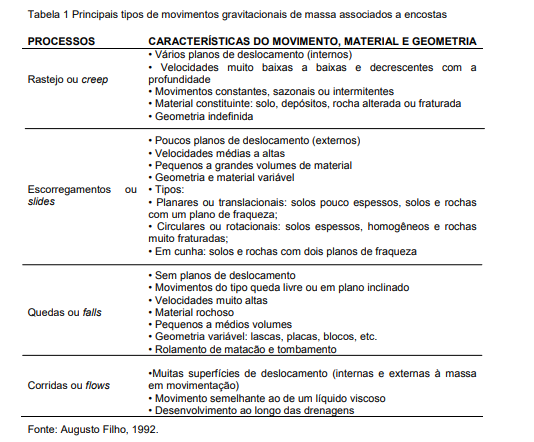 Tabela 1 Principais tipos de movimentos gravitacionais de massa associados a encostas
PROCESSOS
CARACTERÍSTICAS DO MOVIMENTO, MATERIAL E GEOMETRIA
Rastejo ou creep
• Vários planos de deslocamento (internos)
• Velocidades muito baixas a baixas e decrescentes com a
profundidade
• Movimentos constantes, sazonais ou intermitentes
• Material constituinte: solo, depósitos, rocha alterada ou fraturada
• Geometria indefinida
Escorregamentos ou
slides
• Poucos planos de deslocamento (externos)
• Velocidades médias a altas
• Pequenos a grandes volumes de material
• Geometria e material variável
• Tipos:
• Planares ou translacionais: solos pouco espessos, solos e rochas
com um plano de fraqueza;
• Circulares ou rotacionais: solos espessos, homogêneos e rochas
muito fraturadas;
• Em cunha: solos e rochas com dois planos de fraqueza
Quedas ou falls
• Sem planos de deslocamento
• Movimentos do tipo queda livre ou em plano inclinado
• Velocidades muito altas
• Material rochoso
• Pequenos a médios volumes
• Geometria variável: lascas, placas, blocos, etc.
• Rolamento de matacão e tombamento
Corridas ou flows
•Muitas superfícies de deslocamento (internas e externas à massa
em movimentação)
• Movimento semelhante ao de um líquido viscoso
• Desenvolvimento ao longo das drenagens
Fonte: Augusto Filho, 1992.